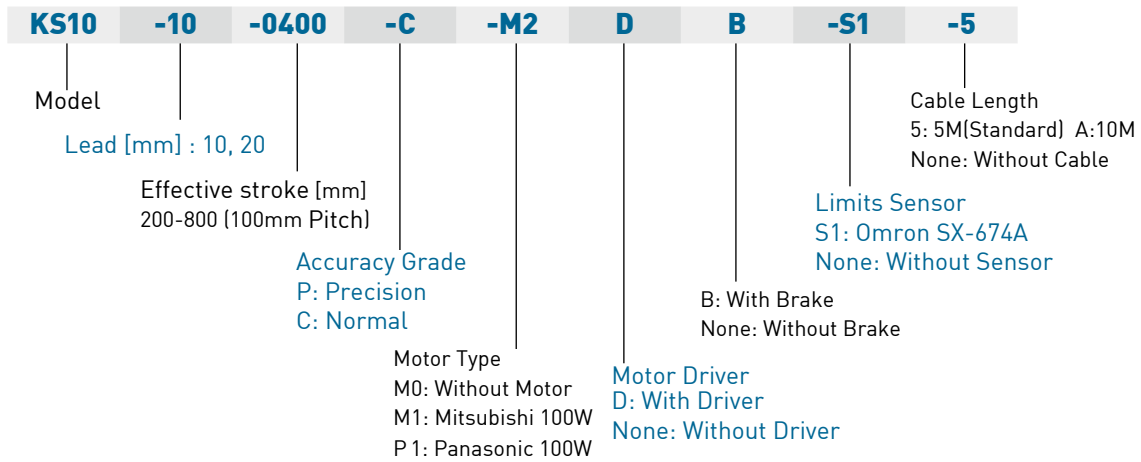 KS10 -10 -0400 -C -M2 D B -S1 -5
Model
Lead [mm] : 10, 20
Effective stroke [mm]
200-800 (100mm Pitch)
Accuracy Grade
P: Precision
C: Normal
Motor Type
M0: Without Motor
M1: Mitsubishi 100W
P1: Panasonic 100W
Motor Driver
D: With Driver
None: Without Driver
B: With Brake
None: Without Brake
Limits Sensor
S1: Omron SX-674A
None: Without Sensor
Cable Length
5: 5M(Standard) A:10M
None: Without Cable